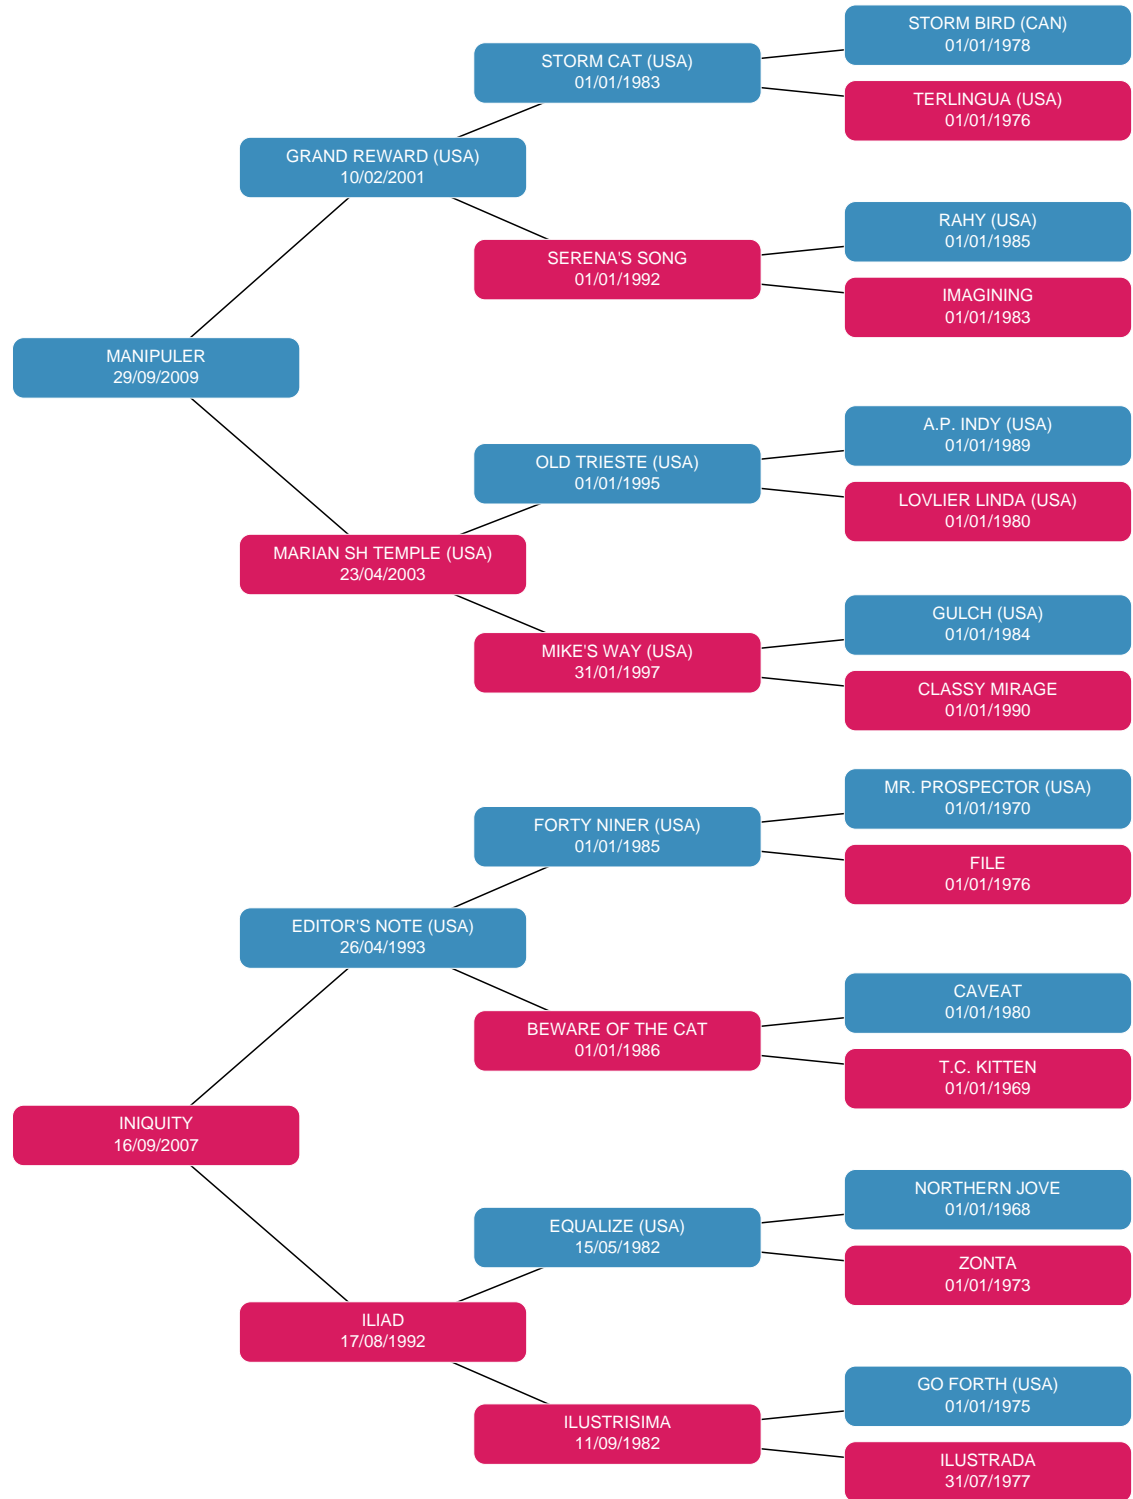 STORM BIRD (CAN)
01/01/1978
STORM CAT (USA)
01/01/1983
TERLINGUA (USA)
01/01/1976
GRAND REWARD (USA)
10/02/2001
RAHY (USA)
01/01/1985
SERENA'S SONG
01/01/1992
IMAGINING
01/01/1983
MANIPULER
29/09/2009
A.P. INDY (USA)
01/01/1989
OLD TRIESTE (USA)
01/01/1995
LOVLIER LINDA (USA)
01/01/1980
MARIAN SH TEMPLE (USA)
23/04/2003
GULCH (USA)
01/01/1984
MIKE'S WAY (USA)
31/01/1997
CLASSY MIRAGE
01/01/1990
MR. PROSPECTOR (USA)
01/01/1970
FORTY NINER (USA)
01/01/1985
FILE
01/01/1976
EDITOR'S NOTE (USA)
26/04/1993
CAVEAT
01/01/1980
BEWARE OF THE CAT
01/01/1986
T.C. KITTEN
01/01/1969
INIQUITY
16/09/2007
NORTHERN JOVE
01/01/1968
EQUALIZE (USA)
15/05/1982
ZONTA
01/01/1973
ILIAD
17/08/1992
GO FORTH (USA)
01/01/1975
ILUSTRISIMA
11/09/1982
ILUSTRADA
31/07/1977